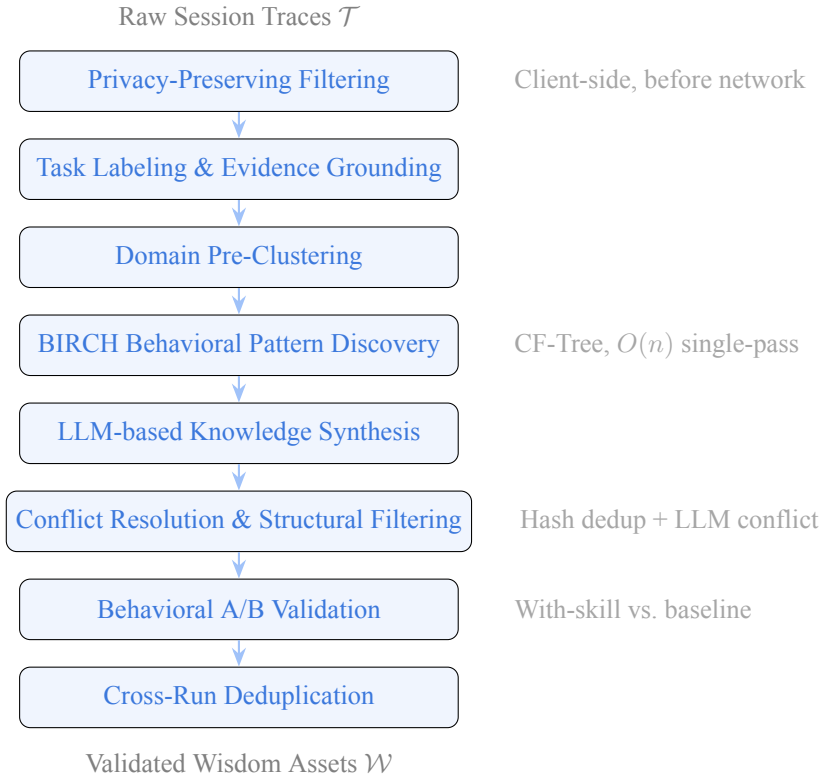 Raw Session Traces 𝒯
Privacy-Preserving Filtering
Client-side, before network
Task Labeling & Evidence Grounding
Domain Pre-Clustering
BIRCH Behavioral Pattern Discovery
CF-Tree, O(n) single-pass
LLM-based Knowledge Synthesis
Conflict Resolution & Structural Filtering
Hash dedup + LLM conflict
Behavioral A/B Validation
With-skill vs. baseline
Cross-Run Deduplication
Validated Wisdom Assets 𝒲